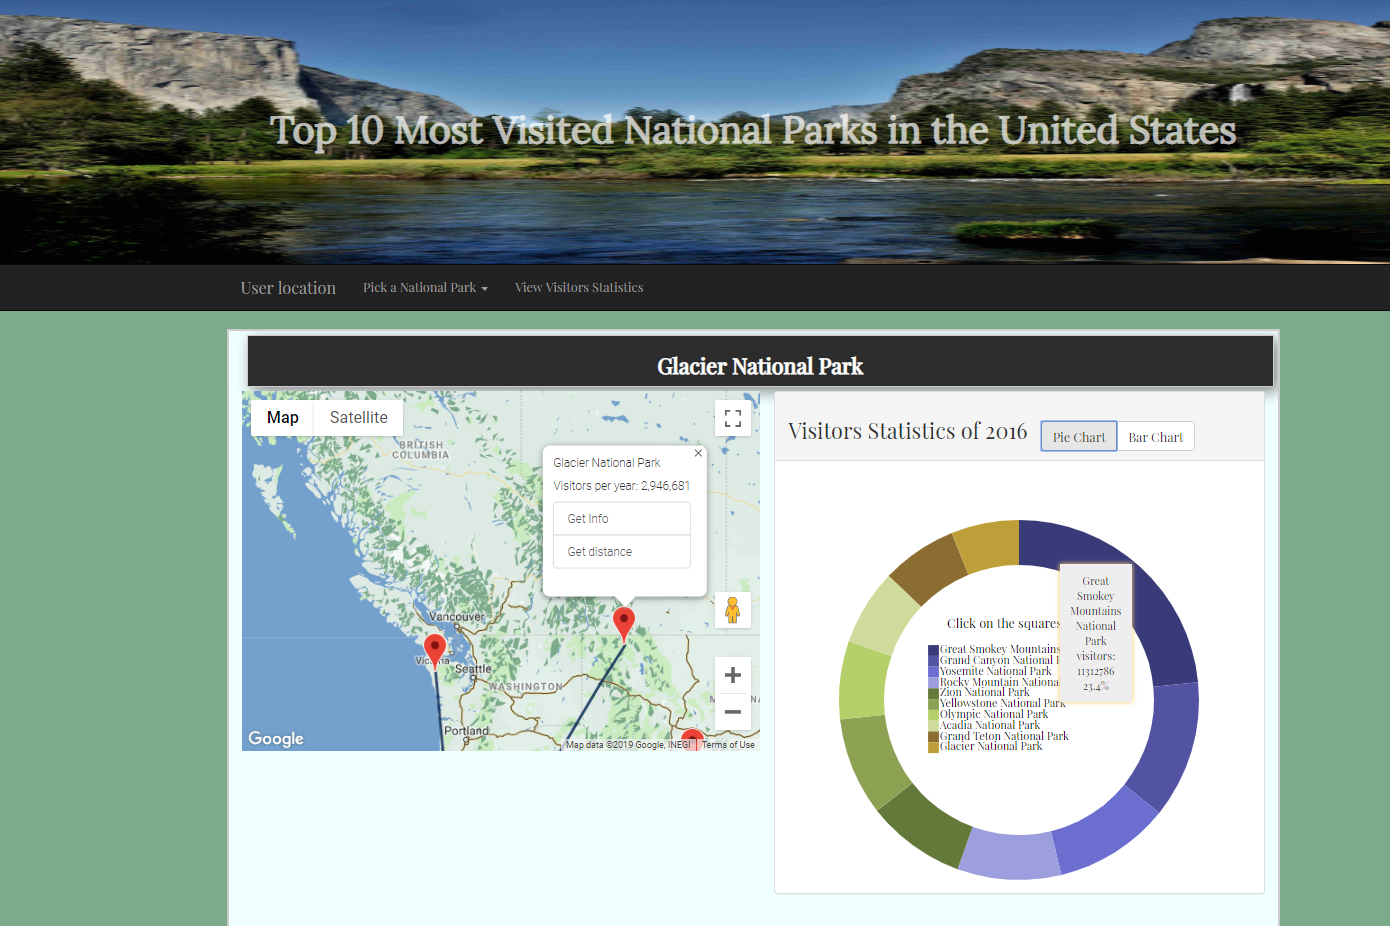 Top 10 Most Visited National Parks in the United States
User location
Pick a National Park
View Visitors Statistics
Glacier National Park
Map
Satellite
BRITISH
COLUMBIA
Glacier National Park
Visitors per year: 2,946,681
Get Info
Get distance
Vancouver
Seattle
WASHINGTON
Portland
Google
Map data ©2019 Google, INEGI
Terms of Use
Visitors Statistics of 2016
Pie Chart
Bar Chart
Click on the squares
Great Smokey Mountains
Grand Canyon National
Yosemite National Park
Rocky Mountain National
Zion National Park
Yellowstone National Park
Olympic National Park
Acadia National Park
Grand Teton National Park
Glacier National Park
Great
Smokey
Mountains
National
Park
visitors:
11312786
23.4%